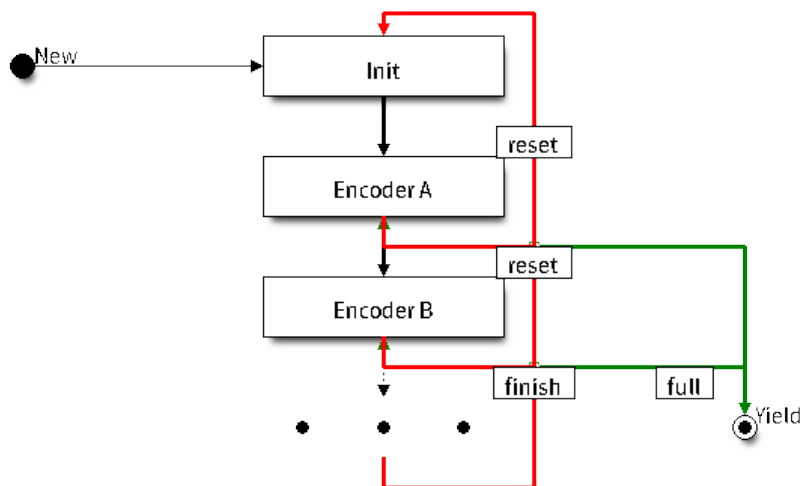 New
Init
reset
Encoder A
reset
Encoder B
finish
full
Yield